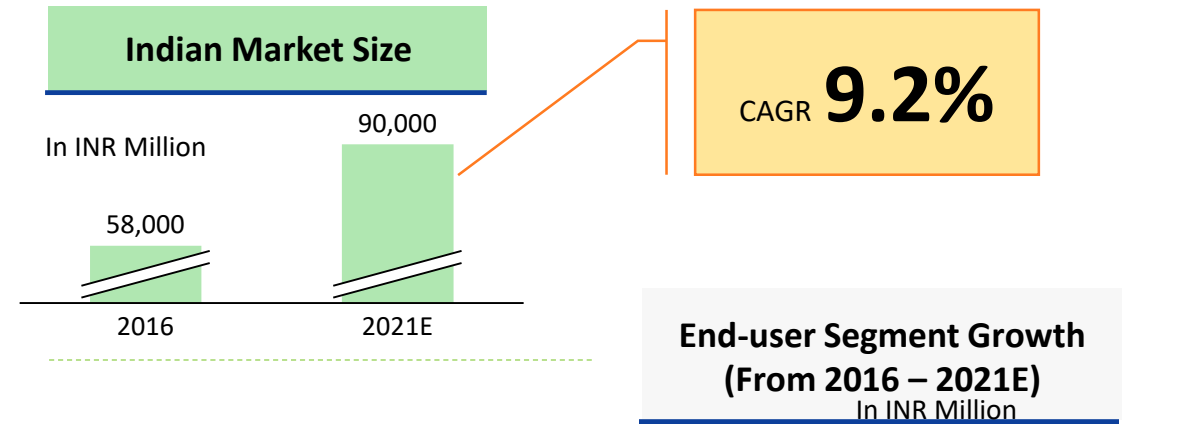 Indian Market Size
In INR Million
58,000
90,000
2016
2021E
CAGR 9.2%
End-user Segment Growth
(From 2016 – 2021E)
In INR Million